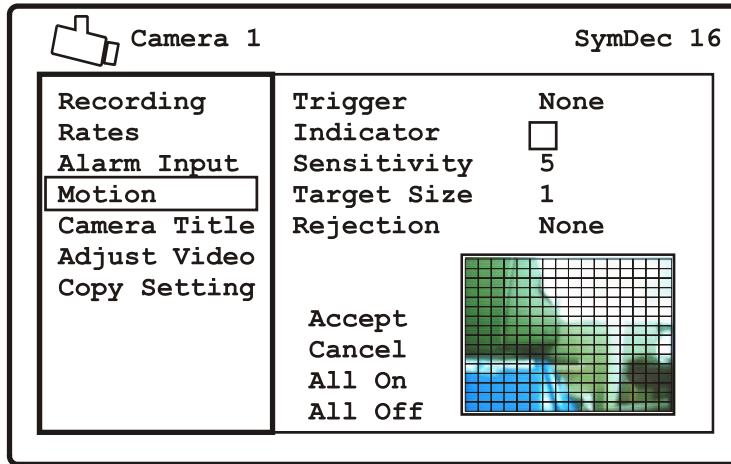 Camera 1
SymDec 16
Recording
Rates
Alarm Input
Motion
Camera Title
Adjust Video
Copy Setting
Trigger None
Indicator
Sensitivity 5
Target Size 1
Rejection None
Accept
Cancel
All On
All Off